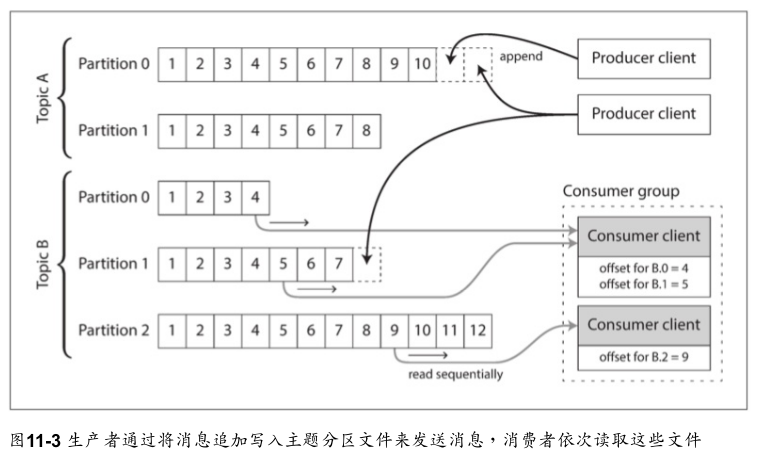 Topic A
Partition 0
1 2 3 4 5 6 7 8 9 10
append
Producer client
Partition 1
1 2 3 4 5 6 7 8
Producer client
Topic B
Partition 0
1 2 3 4
Partition 1
1 2 3 4 5 6 7
Partition 2
1 2 3 4 5 6 7 8 9 10 11 12
read sequentially
Consumer group
Consumer client
offset for B.0 = 4
offset for B.1 = 5
Consumer client
offset for B.2 = 9
图11-3 生产者通过将消息追加写入主题分区文件来发送消息，消费者依次读取这些文件